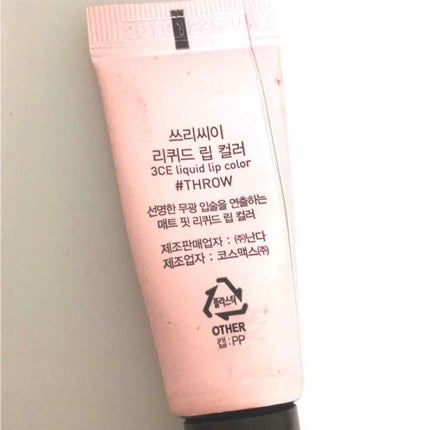 쓰리씨이
리퀴드 립 컬러
3CE liquid lip color
#THROW
선명한 무광 입술을 연출하는
매트 핏 리퀴드 립 컬러
제조판매업자 : ㈜난다
제조업자 : 코스맥스㈜
플라스틱
OTHER
캡:PP